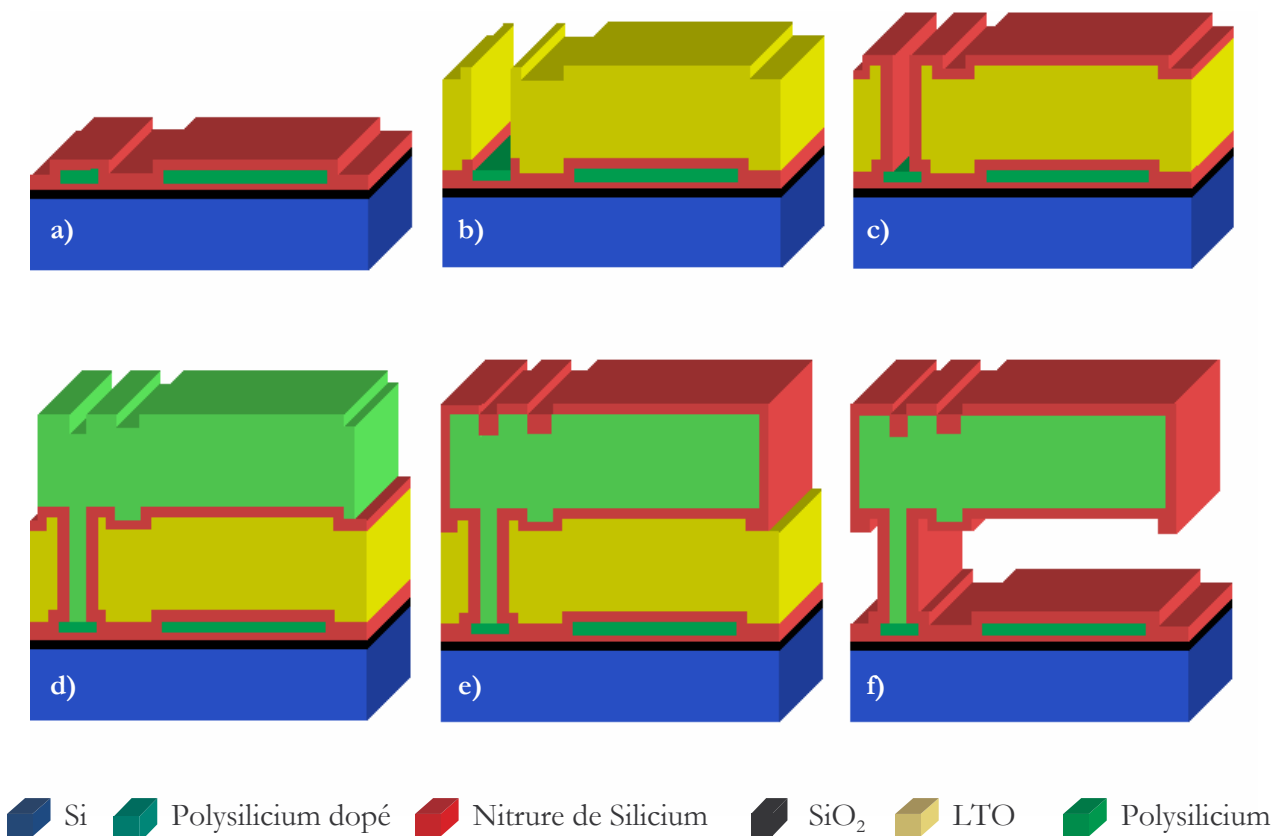 a)
b)
c)
d)
e)
f)
Si
Polysilicium dopé
Nitrure de Silicium
SiO₂
LTO
Polysilicium